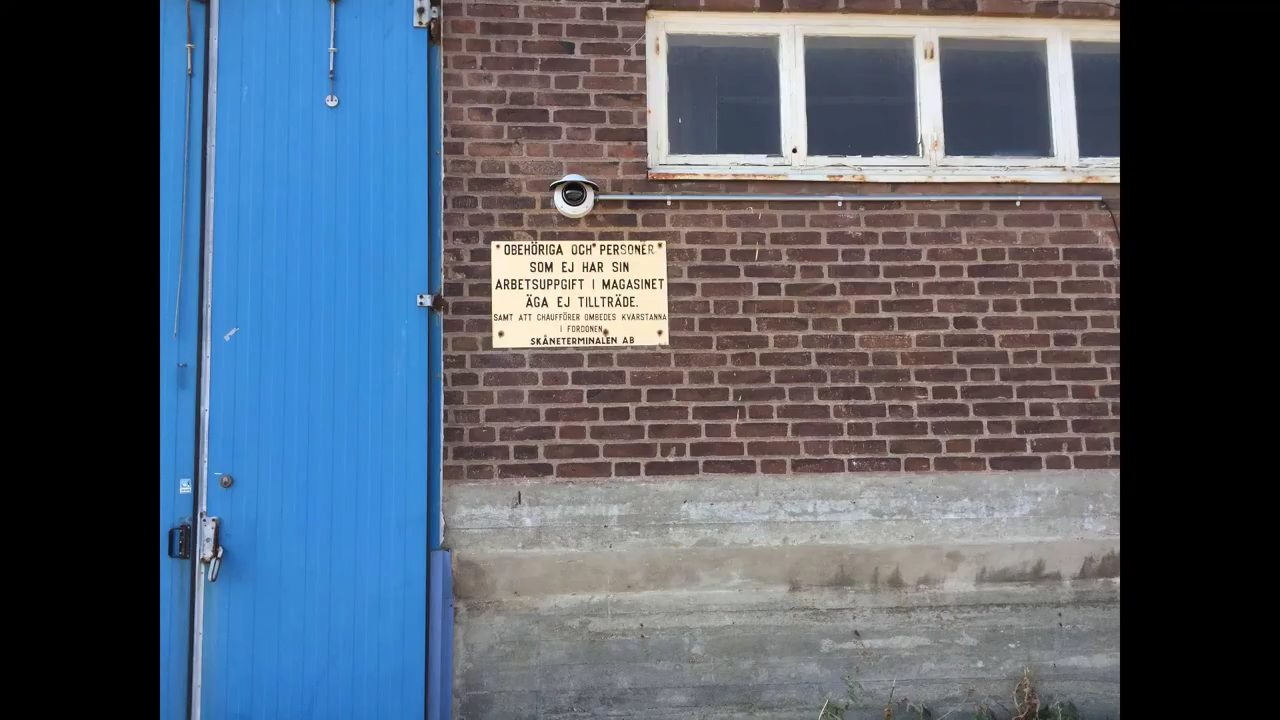 OBEHÖRIGA OCH PERSONER
SOM EJ HAR SIN
ARBETSUPPGIFT I MAGASINET
ÄGA EJ TILLTRÄDE.
SAMT ATT CHAUFFÖRER OMBEDES KVARSTANNA
I FORDONEN
SKÅNETERMINALEN AB